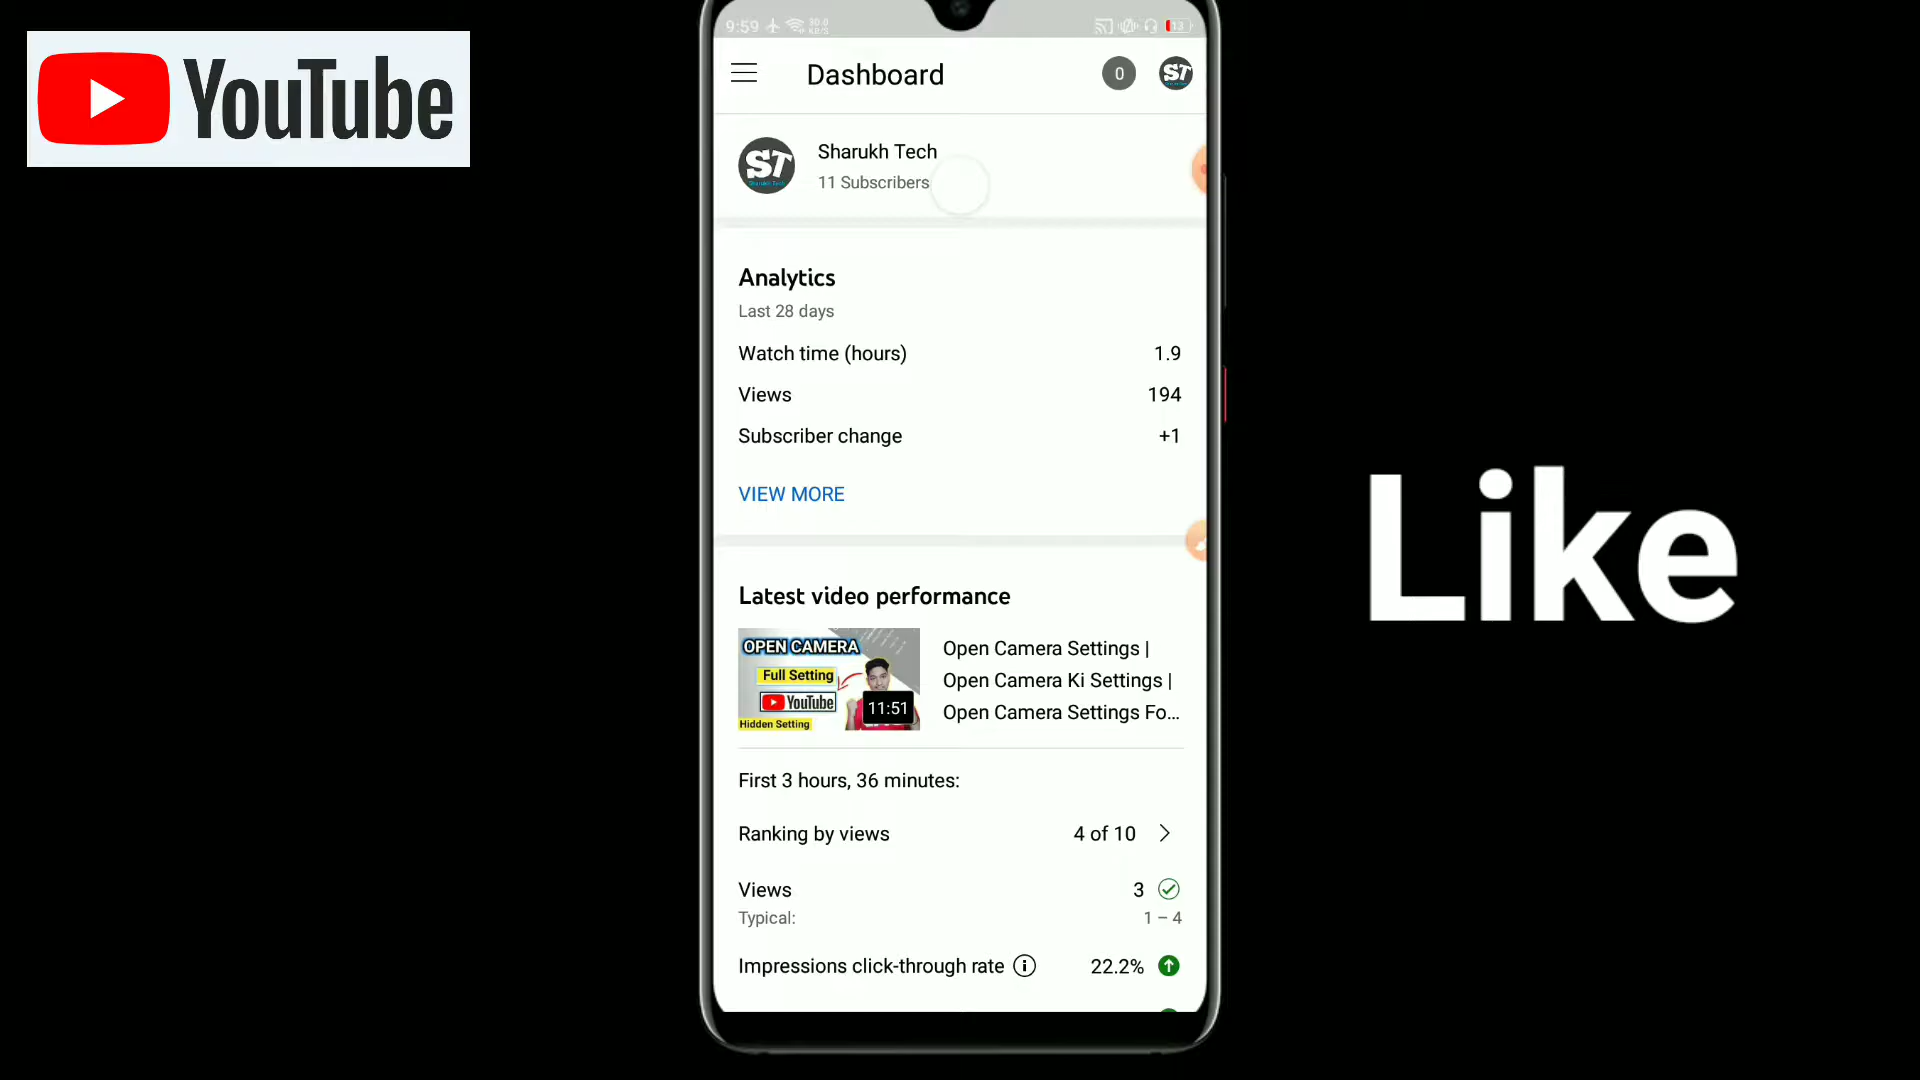 YouTube
9:59
Dashboard
0
ST
ST
Sharukh Tech
11 Subscribers
Analytics
Last 28 days
Watch time (hours) 1.9
Views 194
Subscriber change +1
VIEW MORE
Like
Latest video performance
OPEN CAMERA
Full Setting
YouTube
11:51
Hidden Setting
Open Camera Settings |
Open Camera Ki Settings |
Open Camera Settings Fo...
First 3 hours, 36 minutes:
Ranking by views 4 of 10
Views 3
Typical: 1 – 4
Impressions click-through rate 22.2%